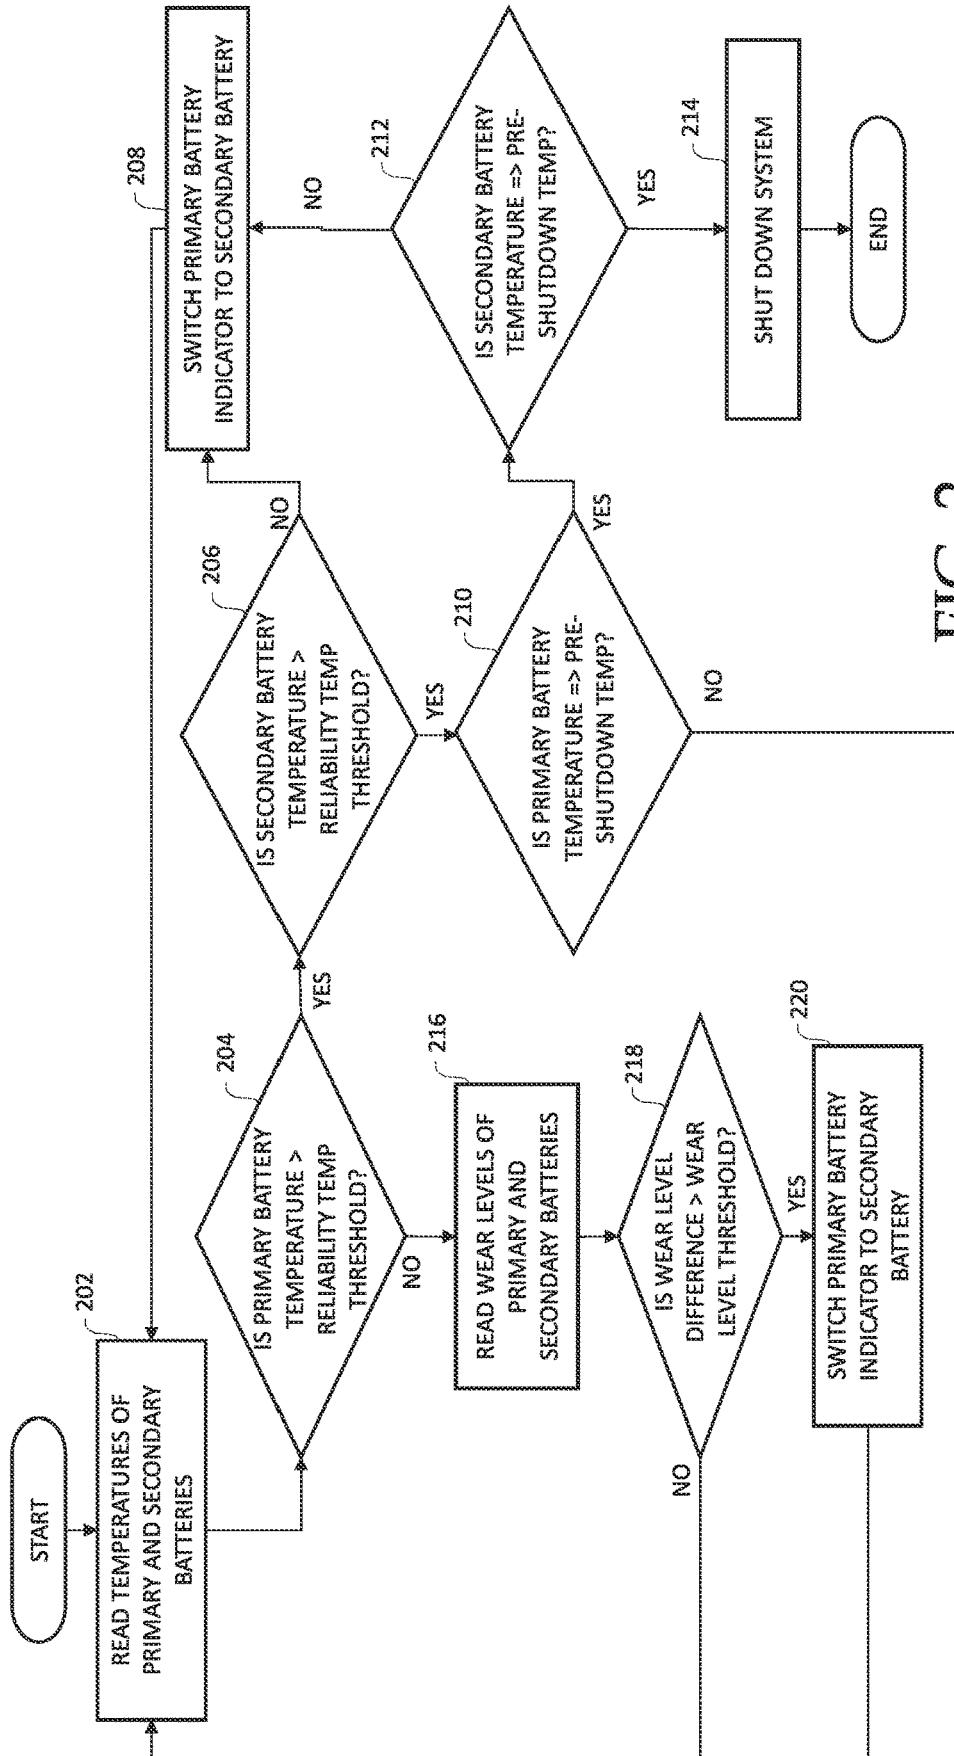 START
202
READ TEMPERATURES OF
PRIMARY AND SECONDARY
BATTERIES
204
IS PRIMARY BATTERY
TEMPERATURE >
RELIABILITY TEMP
THRESHOLD?
YES
NO
206
IS SECONDARY BATTERY
TEMPERATURE >
RELIABILITY TEMP
THRESHOLD?
NO
YES
208
SWITCH PRIMARY BATTERY
INDICATOR TO SECONDARY BATTERY
210
IS PRIMARY BATTERY
TEMPERATURE => PRE-
SHUTDOWN TEMP?
YES
NO
212
IS SECONDARY BATTERY
TEMPERATURE => PRE-
SHUTDOWN TEMP?
NO
YES
214
SHUT DOWN SYSTEM
END
216
READ WEAR LEVELS OF
PRIMARY AND
SECONDARY BATTERIES
218
IS WEAR LEVEL
DIFFERENCE > WEAR
LEVEL THRESHOLD?
NO
YES
220
SWITCH PRIMARY BATTERY
INDICATOR TO SECONDARY
BATTERY
FIG. 2